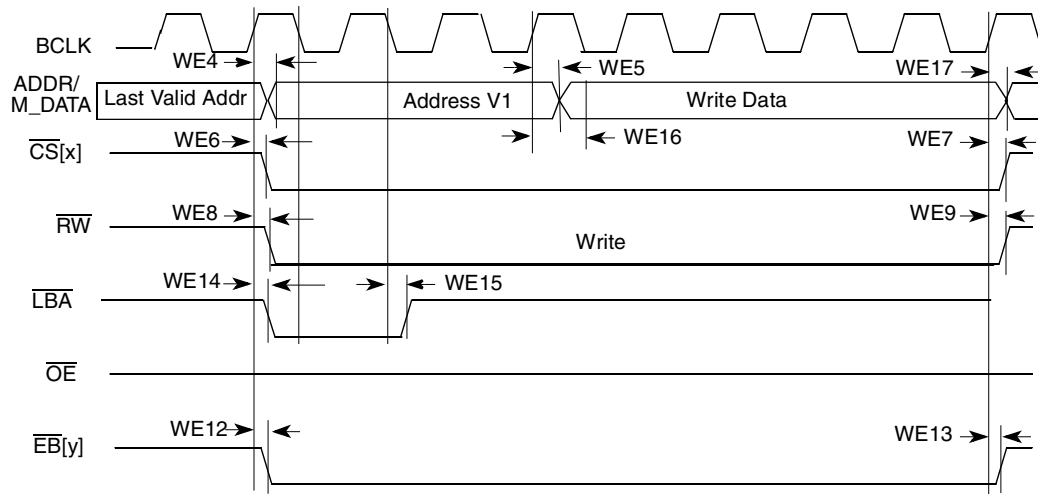 BCLK
WE4
WE5
WE17
ADDR/
M_DATA
Last Valid Addr
Address V1
Write Data
WE6
WE16
WE7
CS[x]
WE8
WE9
RW
Write
WE14
WE15
LBA
OE
WE12
WE13
EB[y]